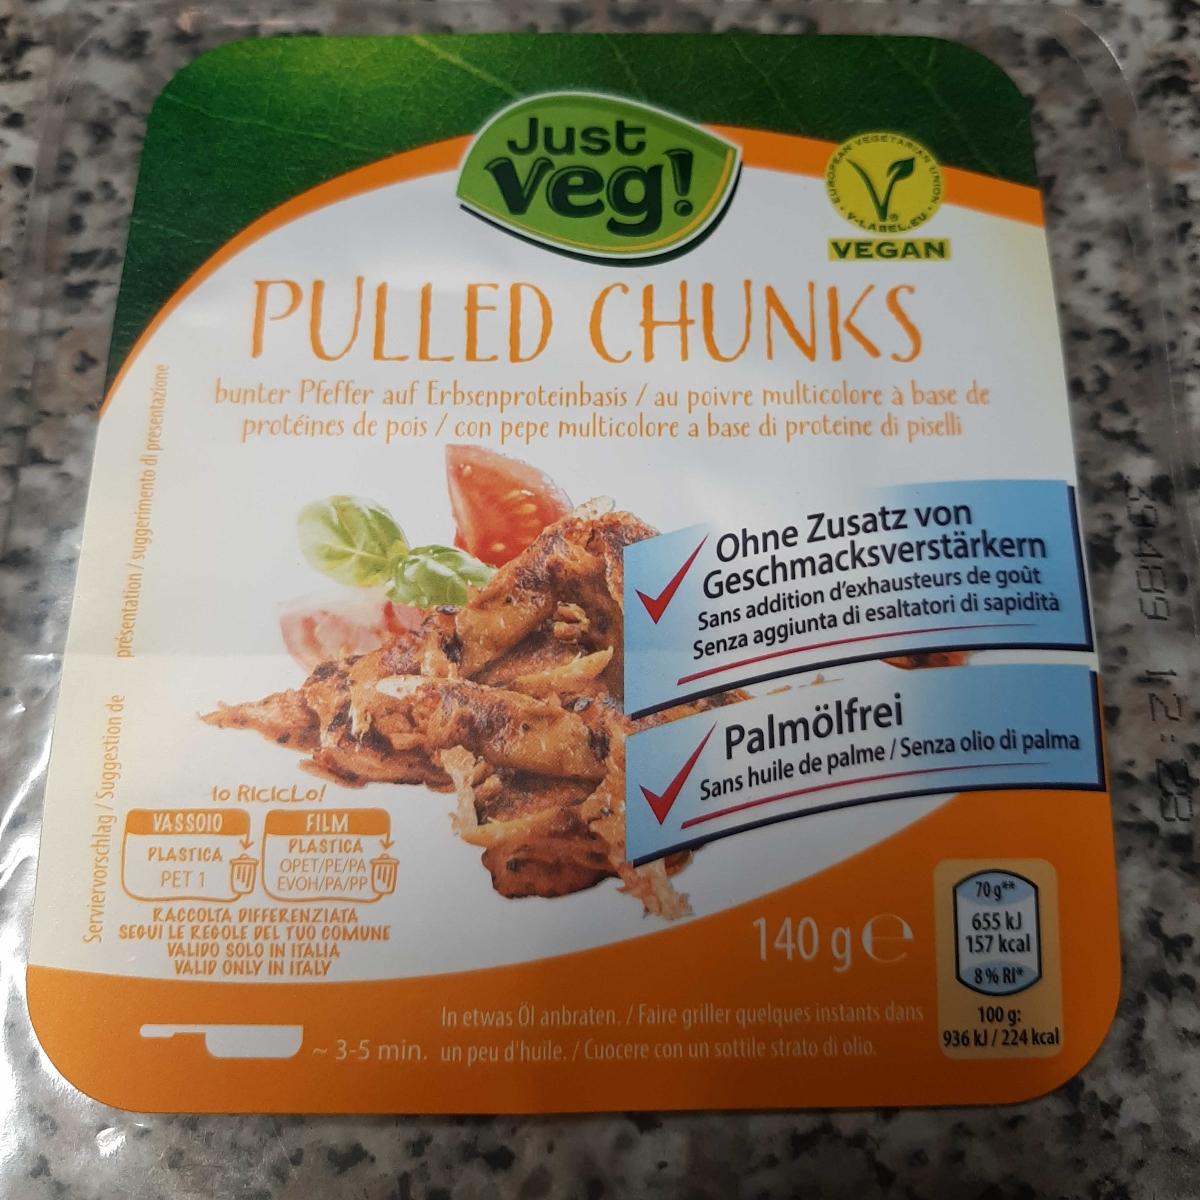 Just
Veg!
EUROPEAN VEGETARIAN UNION
V-LABEL.EU
VEGAN
PULLED CHUNKS
bunter Pfeffer auf Erbsenproteinbasis / au poivre multicolore à base de
protéines de pois / con pepe multicolore a base di proteine di piselli
Serviervorschlag / Suggestion de présentation / suggerimento di presentazione
Ohne Zusatz von
Geschmacksverstärkern
Sans addition d'exhausteurs de goût
Senza aggiunta di esaltatori di sapidità
Palmölfrei
Sans huile de palme / Senza olio di palma
Io RICICLO!
VASSOIO
PLASTICA
PET 1
FILM
PLASTICA
OPET/PE/PA
EVOH/PA/PP
RACCOLTA DIFFERENZIATA
SEGUI LE REGOLE DEL TUO COMUNE
VALIDO SOLO IN ITALIA
VALID ONLY IN ITALY
140 g ℮
70 g**
655 kJ
157 kcal
8 % RI*
100 g:
936 kJ / 224 kcal
~ 3-5 min.
In etwas Öl anbraten. / Faire griller quelques instants dans
un peu d'huile. / Cuocere con un sottile strato di olio.